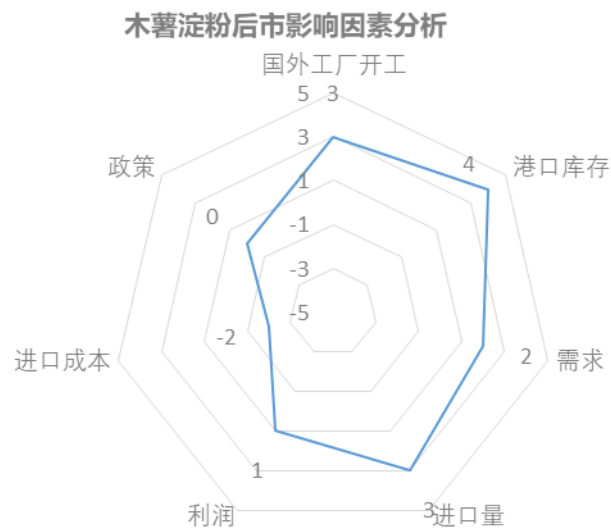 木薯淀粉后市影响因素分析
国外工厂开工
5 3
3
4 港口库存
政策
1
0
-1
-3
-5
-2
进口成本
2 需求
1
3
利润
进口量